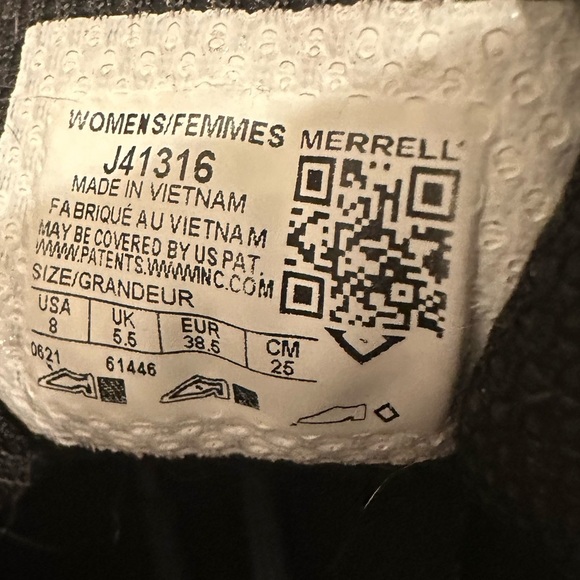 WOMENS/FEMMES
MERRELL
J41316
MADE IN VIETNAM
FABRIQUÉ AU VIETNAM
MAY BE COVERED BY US PAT.
WWW.PATENTS.WWWINC.COM
SIZE/GRANDEUR
USA UK EUR CM
8 5.5 38.5 25
0621 61446